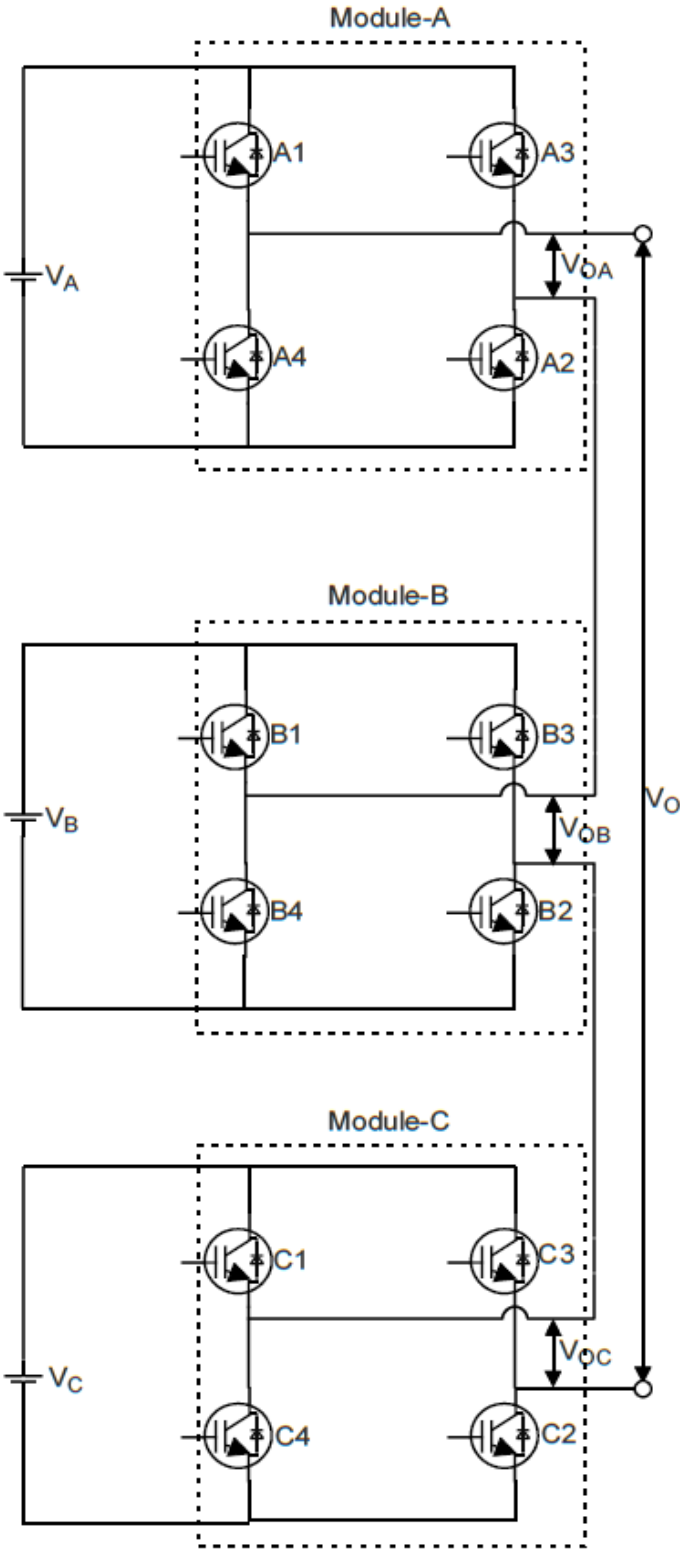 Module-A
A1
A3
VOA
VA
A4
A2
Module-B
B1
B3
VO
VB
VOB
B4
B2
Module-C
C1
C3
VOC
VC
C4
C2